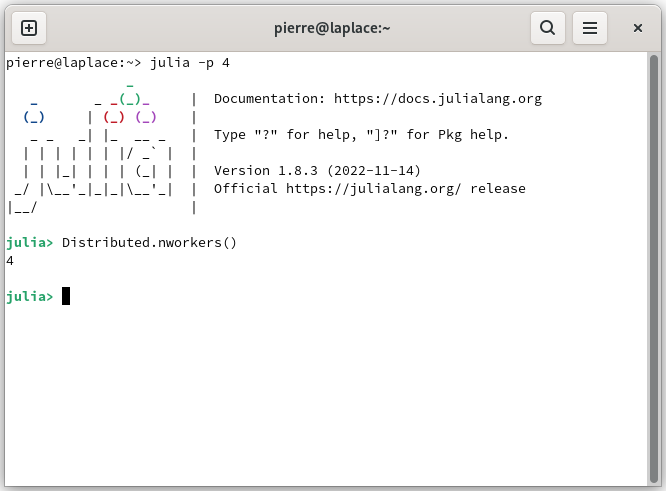 pierre@laplace:~
pierre@laplace:~> julia -p 4
               _
   _       _ _(_)_     |  Documentation: https://docs.julialang.org
  (_)     | (_) (_)    |
   _ _   _| |_  __ _   |  Type "?" for help, "]?" for Pkg help.
  | | | | | | |/ _` |  |
  | | |_| | | | (_| |  |  Version 1.8.3 (2022-11-14)
 _/ |\__'_|_|_|\__'_|  |  Official https://julialang.org/ release
|__/                   |
julia> Distributed.nworkers()
4
julia>